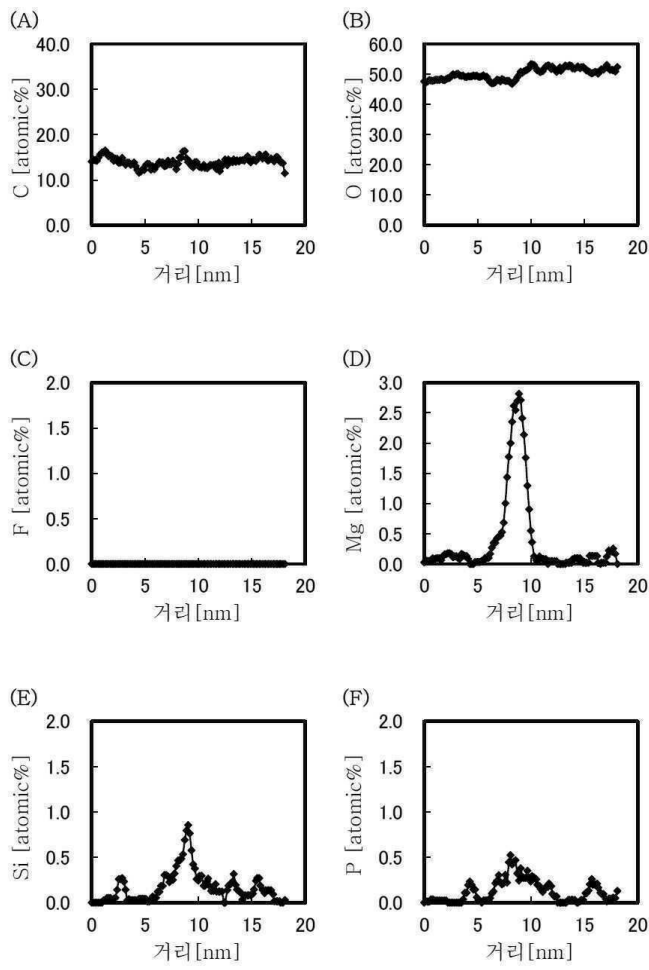 (A)
40.0
30.0
20.0
10.0
0.0
C [atomic%]
0 5 10 15 20
거리[nm]
(B)
60.0
50.0
40.0
30.0
20.0
10.0
0.0
O [atomic%]
0 5 10 15 20
거리[nm]
(C)
2.0
1.5
1.0
0.5
0.0
F [atomic%]
0 5 10 15 20
거리[nm]
(D)
3.0
2.5
2.0
1.5
1.0
0.5
0.0
Mg [atomic%]
0 5 10 15 20
거리[nm]
(E)
2.0
1.5
1.0
0.5
0.0
Si [atomic%]
0 5 10 15 20
거리[nm]
(F)
2.0
1.5
1.0
0.5
0.0
P [atomic%]
0 5 10 15 20
거리[nm]